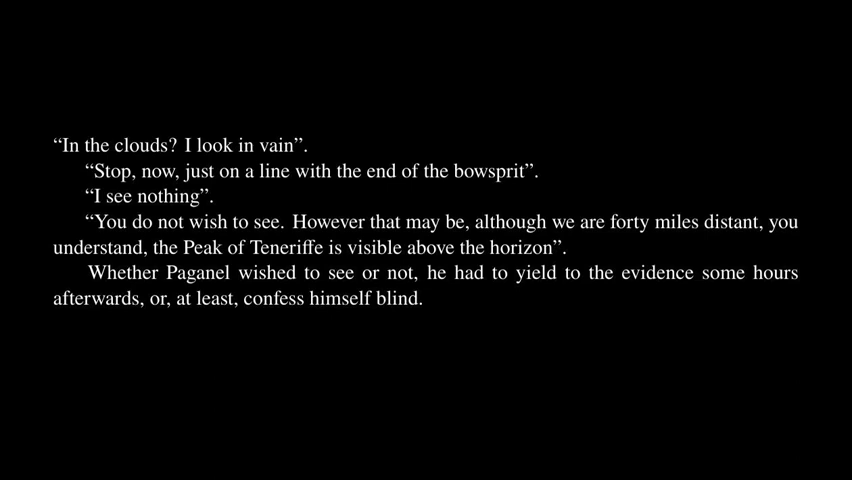 “In the clouds? I look in vain”.
“Stop, now, just on a line with the end of the bowsprit”.
“I see nothing”.
“You do not wish to see. However that may be, although we are forty miles distant, you
understand, the Peak of Teneriffe is visible above the horizon”.
Whether Paganel wished to see or not, he had to yield to the evidence some hours
afterwards, or, at least, confess himself blind.